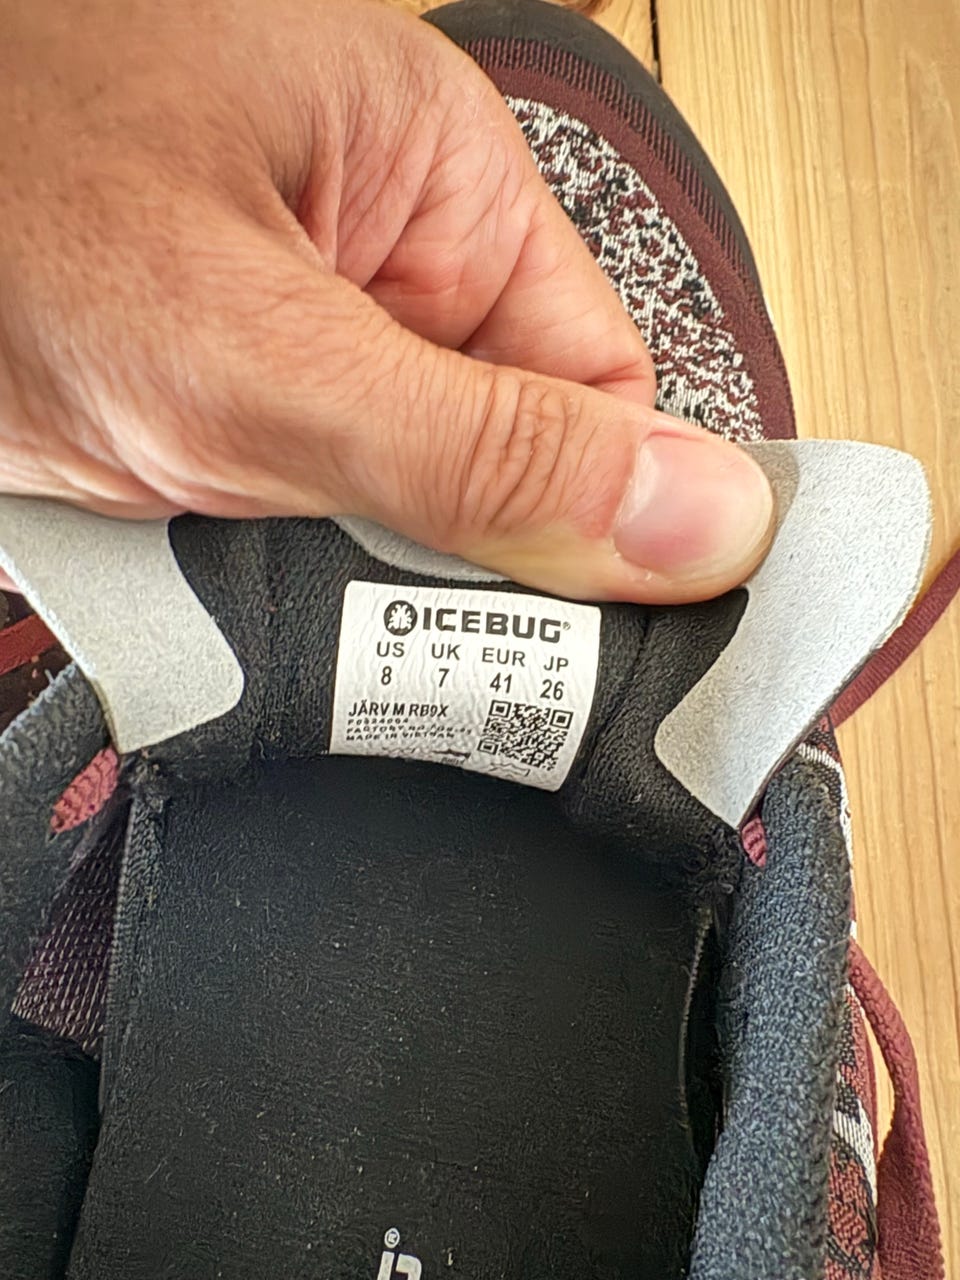 ICEBUG®
US UK EUR JP
8 7 41 26
JÄRV M RB9X
MADE IN VIETNAM